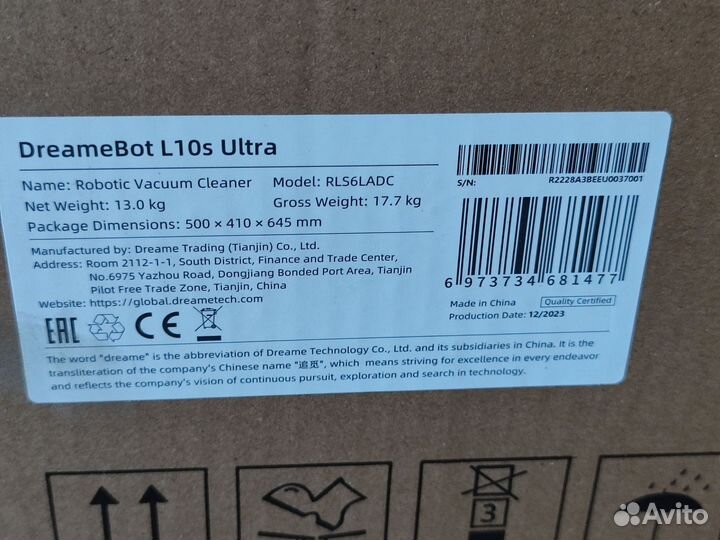 DreameBot L10s Ultra
Name: Robotic Vacuum Cleaner Model: RLS6LADC
Net Weight: 13.0 kg Gross Weight: 17.7 kg
Package Dimensions: 500 × 410 × 645 mm
Manufactured by: Dreame Trading (Tianjin) Co., Ltd.
Address: Room 2112-1-1, South District, Finance and Trade Center,
No.6975 Yazhou Road, Dongjiang Bonded Port Area, Tianjin
Pilot Free Trade Zone, Tianjin, China
Website: https://global.dreametech.com
S/N: R2228A3BEEU0037001
6 973734 681477
Made in China Quality Certified
Production Date: 12/2023
EAC CE
The word "dreame" is the abbreviation of Dreame Technology Co., Ltd. and its subsidiaries in China. It is the
transliteration of the company's Chinese name "追觅", which means striving for excellence in every endeavor
and reflects the company's vision of continuous pursuit, exploration and search in technology.
3
Avito